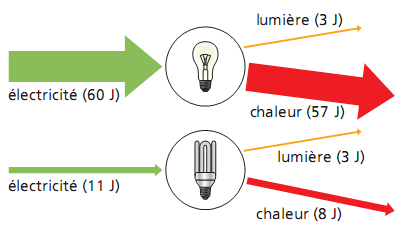 lumière (3 J)
électricité (60 J)
chaleur (57 J)
lumière (3 J)
électricité (11 J)
chaleur (8 J)